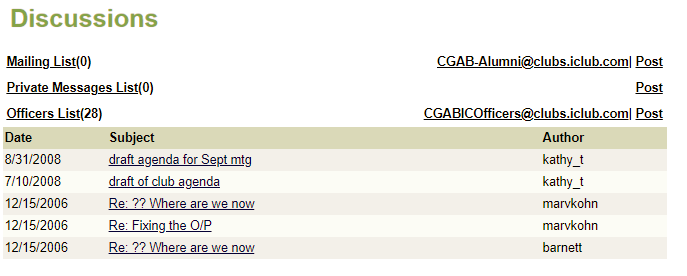 Discussions
Mailing List(0) CGAB-Alumni@clubs.iclub.com| Post
Private Messages List(0) Post
Officers List(28) CGABICOfficers@clubs.iclub.com| Post
Date Subject Author
8/31/2008 draft agenda for Sept mtg kathy_t
7/10/2008 draft of club agenda kathy_t
12/15/2006 Re: ?? Where are we now marvkohn
12/15/2006 Re: Fixing the O/P marvkohn
12/15/2006 Re: ?? Where are we now barnett